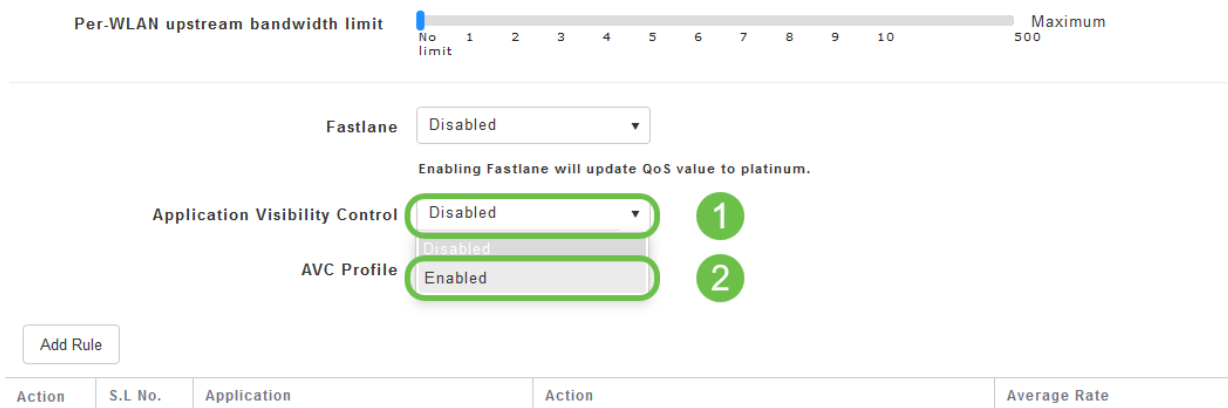 Per-WLAN upstream bandwidth limit
Maximum
No limit 1 2 3 4 5 6 7 8 9 10 500
Fastlane Disabled
Enabling Fastlane will update QoS value to platinum.
Application Visibility Control Disabled 1
Disabled
AVC Profile Enabled 2
Add Rule
Action S.L No. Application Action Average Rate